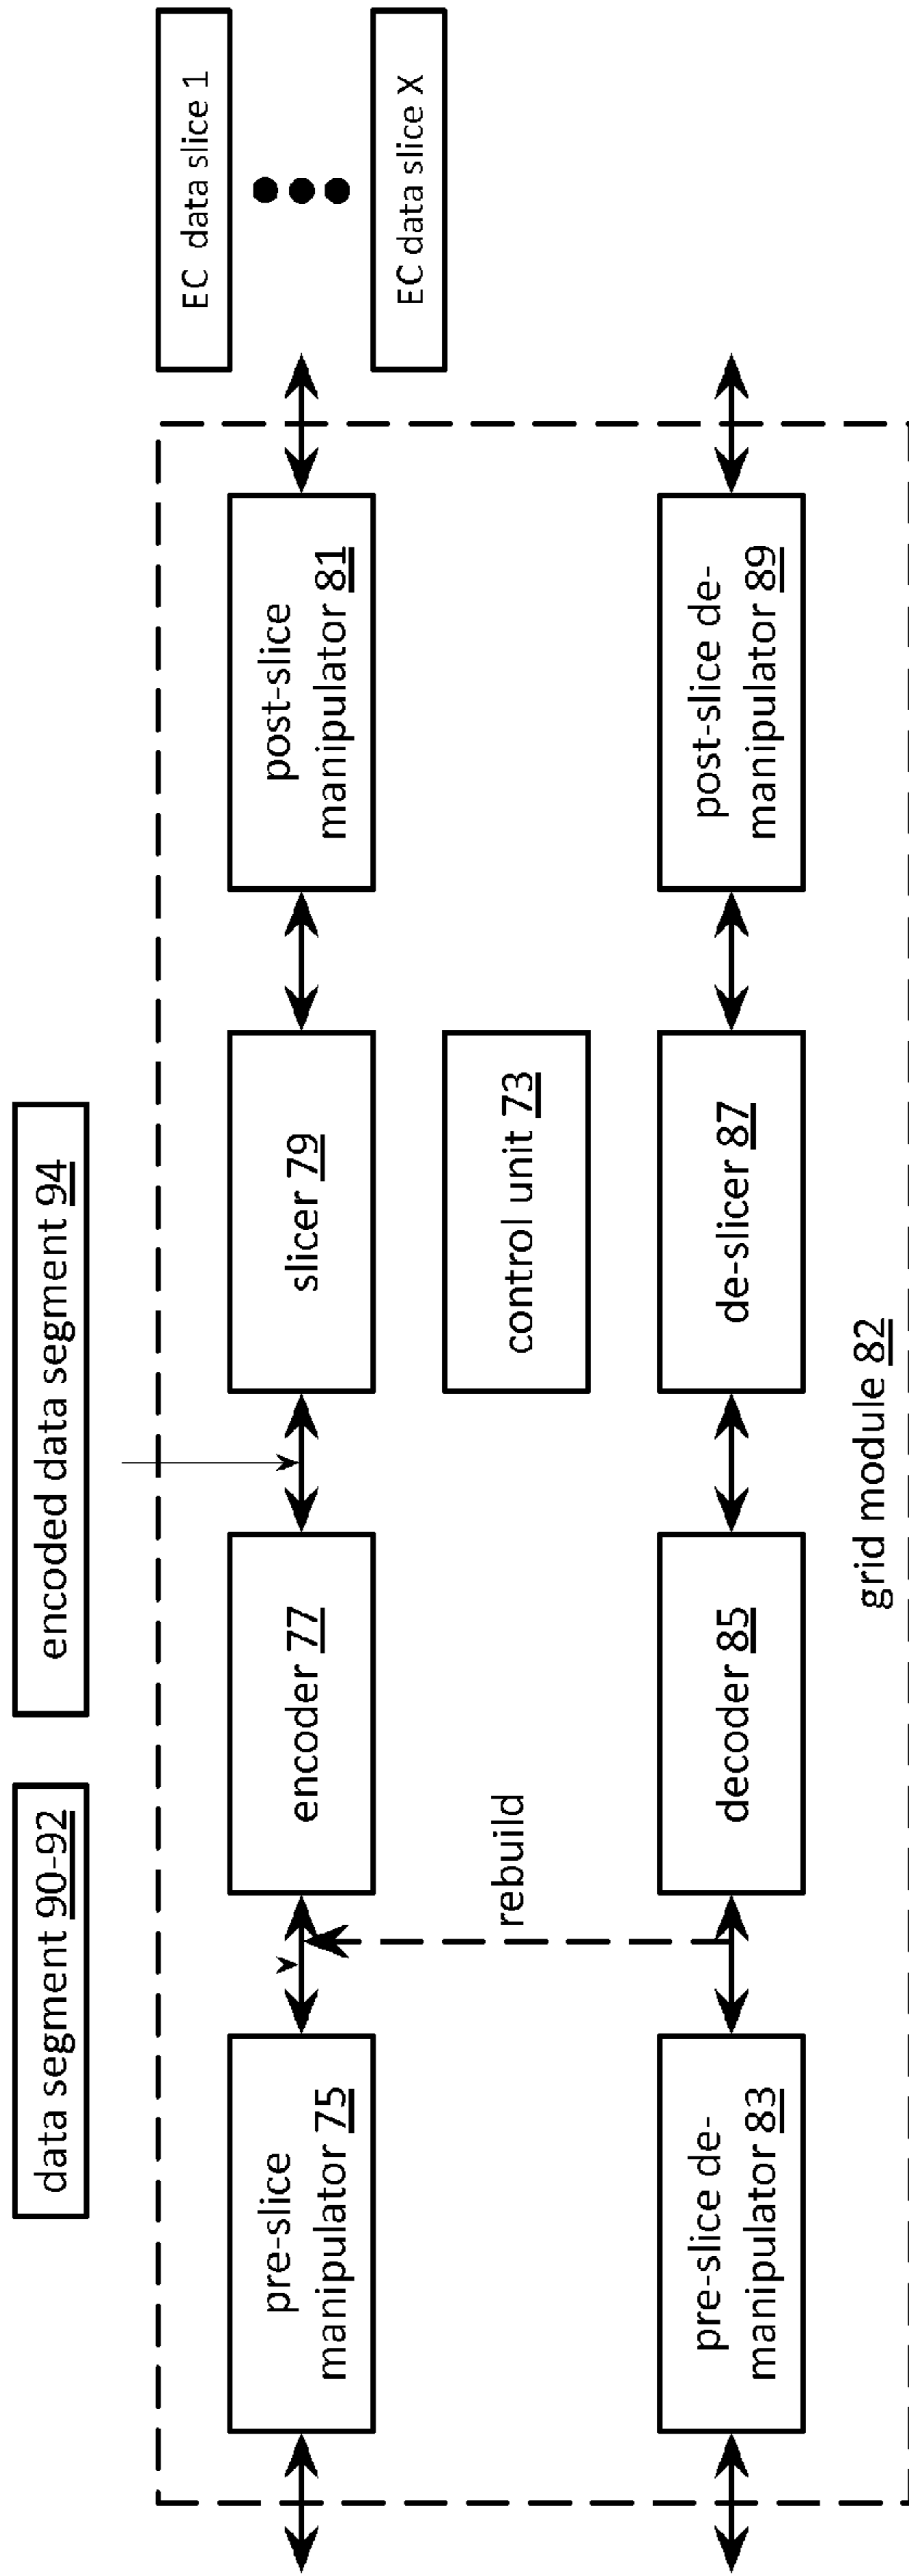 data segment 90-92
encoded data segment 94
pre-slice
manipulator 75
encoder 77
slicer 79
post-slice
manipulator 81
EC data slice 1
EC data slice X
rebuild
control unit 73
pre-slice de-
manipulator 83
decoder 85
de-slicer 87
post-slice de-
manipulator 89
grid module 82